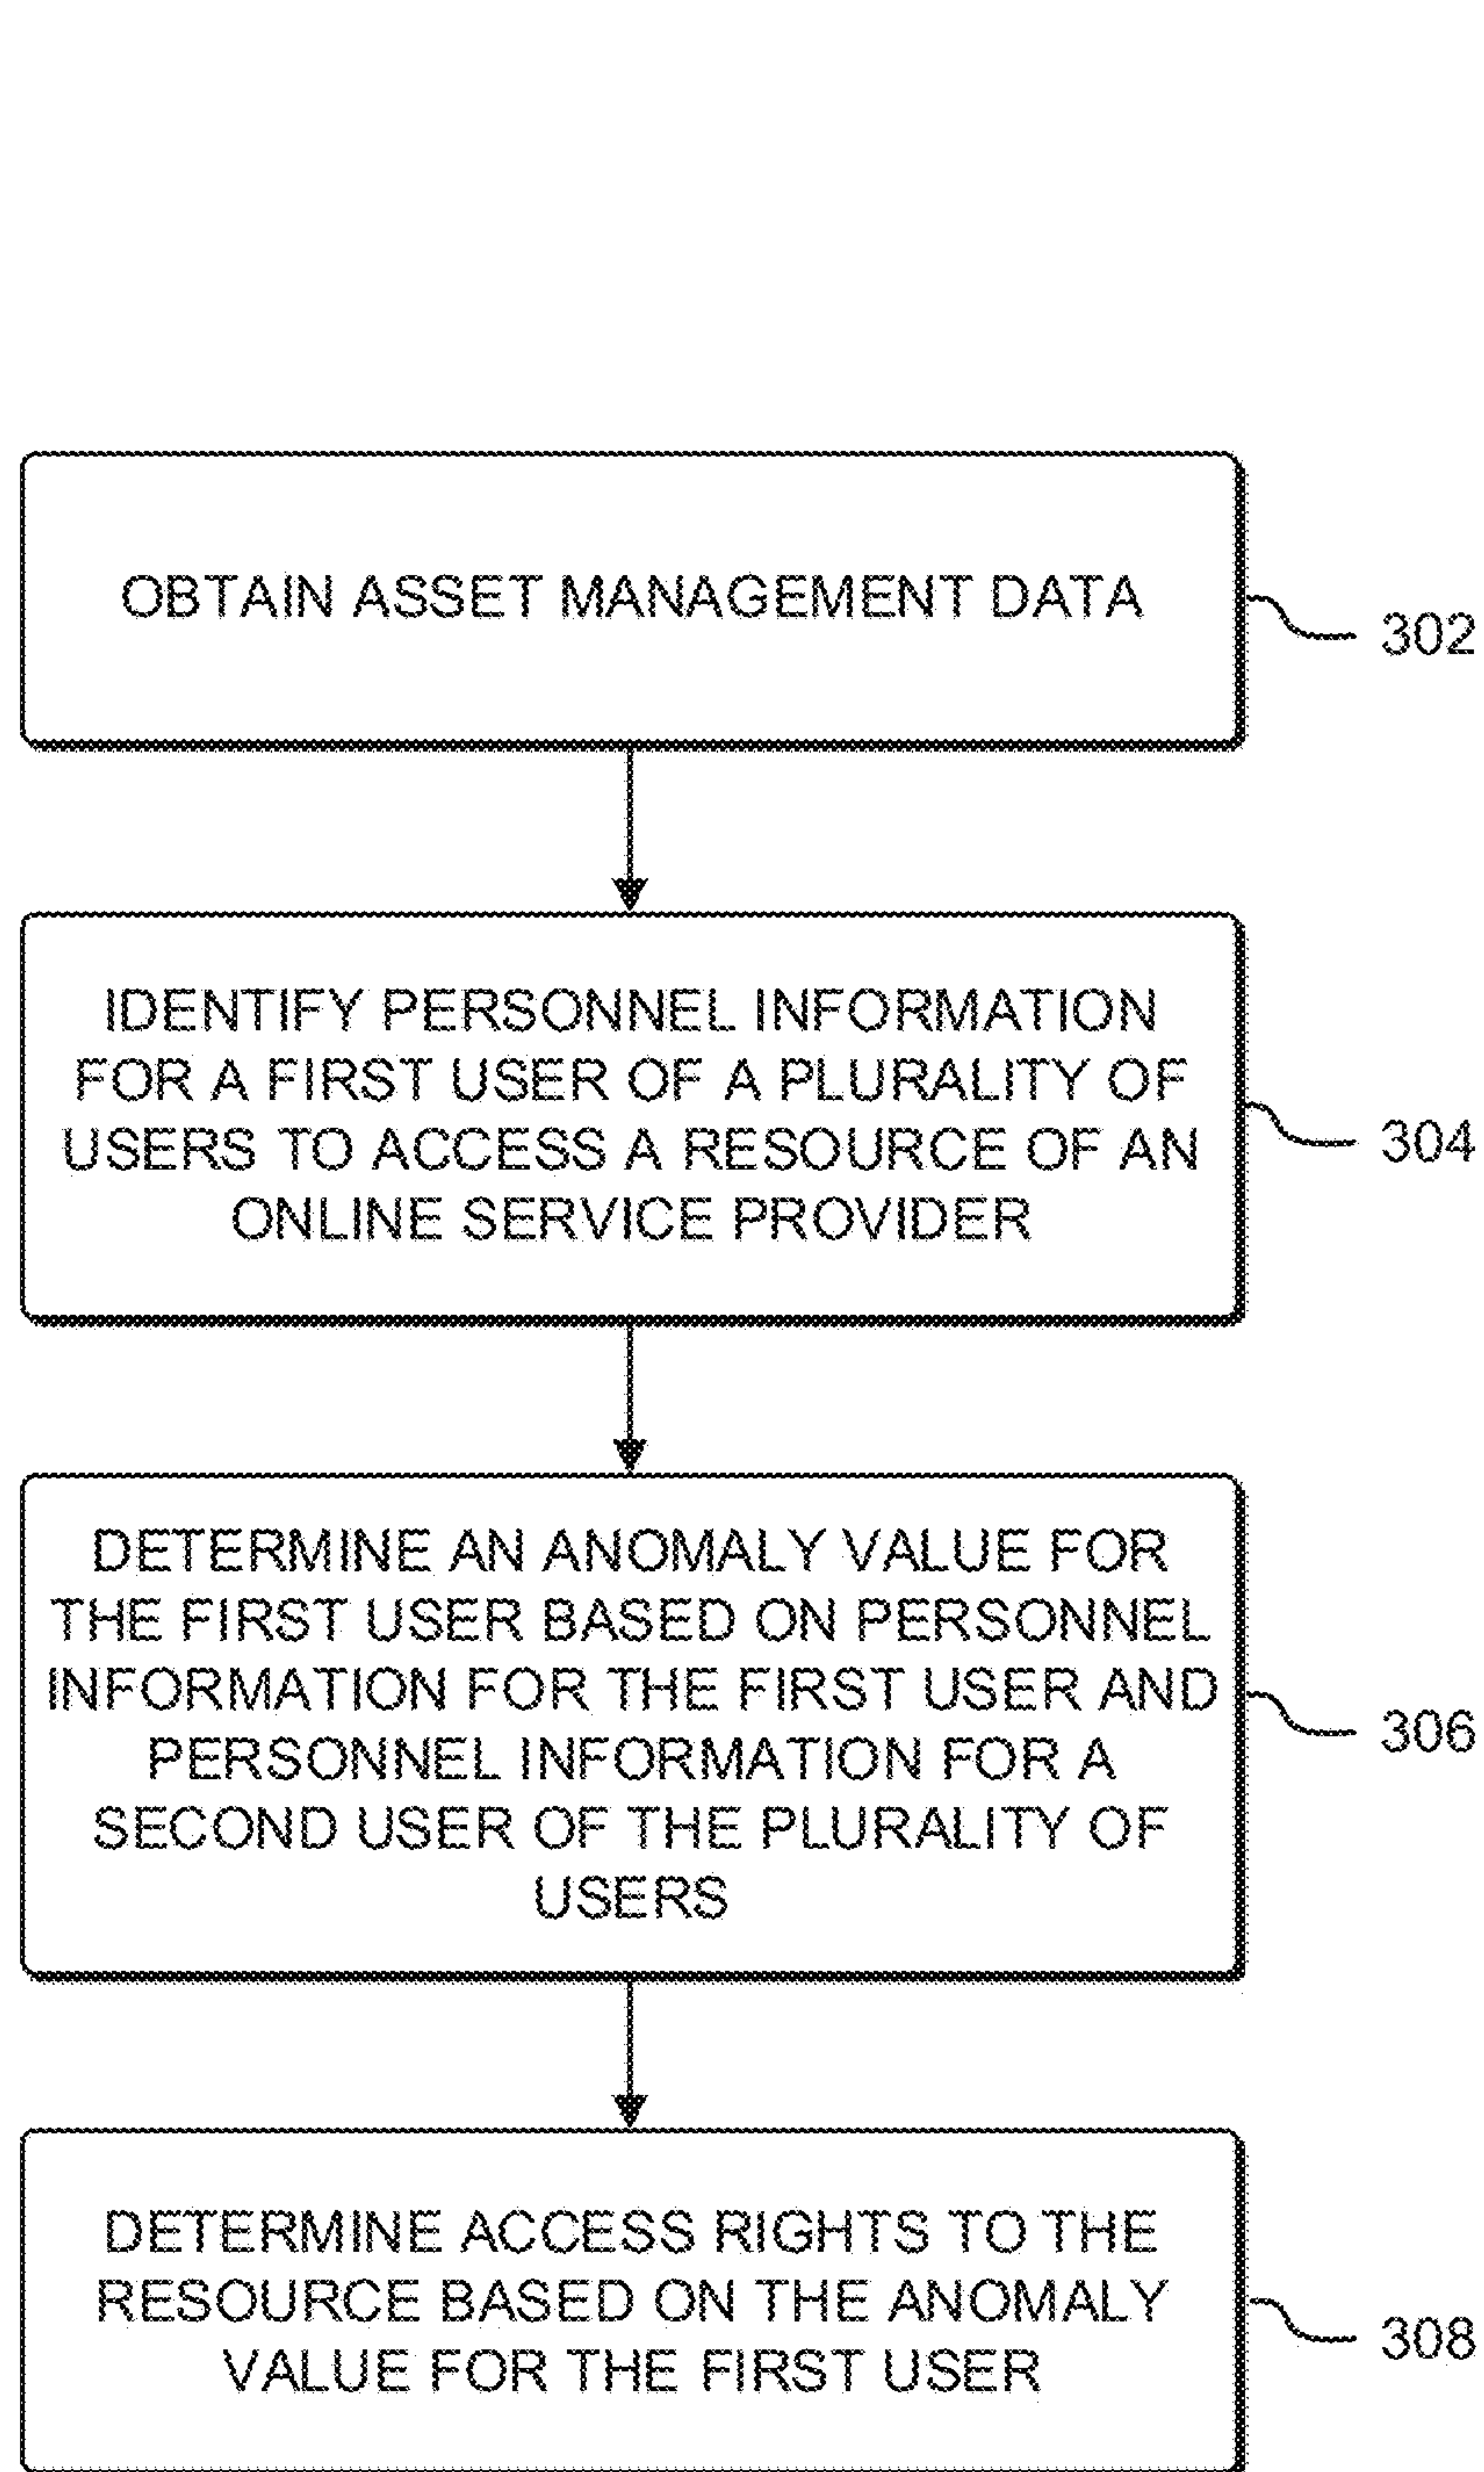 OBTAIN ASSET MANAGEMENT DATA
302
IDENTIFY PERSONNEL INFORMATION
FOR A FIRST USER OF A PLURALITY OF
USERS TO ACCESS A RESOURCE OF AN
ONLINE SERVICE PROVIDER
304
DETERMINE AN ANOMALY VALUE FOR
THE FIRST USER BASED ON PERSONNEL
INFORMATION FOR THE FIRST USER AND
PERSONNEL INFORMATION FOR A
SECOND USER OF THE PLURALITY OF
USERS
306
DETERMINE ACCESS RIGHTS TO THE
RESOURCE BASED ON THE ANOMALY
VALUE FOR THE FIRST USER
308